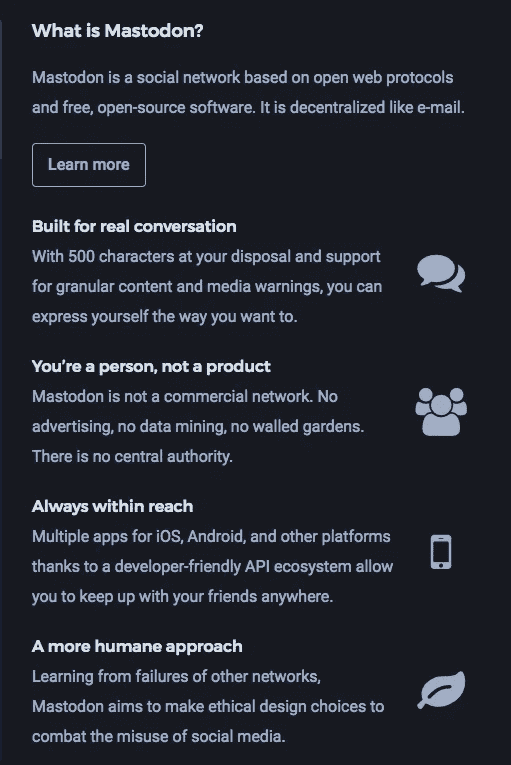 What is Mastodon?
Mastodon is a social network based on open web protocols
and free, open-source software. It is decentralized like e-mail.
Learn more
Built for real conversation
With 500 characters at your disposal and support
for granular content and media warnings, you can
express yourself the way you want to.
You’re a person, not a product
Mastodon is not a commercial network. No
advertising, no data mining, no walled gardens.
There is no central authority.
Always within reach
Multiple apps for iOS, Android, and other platforms
thanks to a developer-friendly API ecosystem allow
you to keep up with your friends anywhere.
A more humane approach
Learning from failures of other networks,
Mastodon aims to make ethical design choices to
combat the misuse of social media.